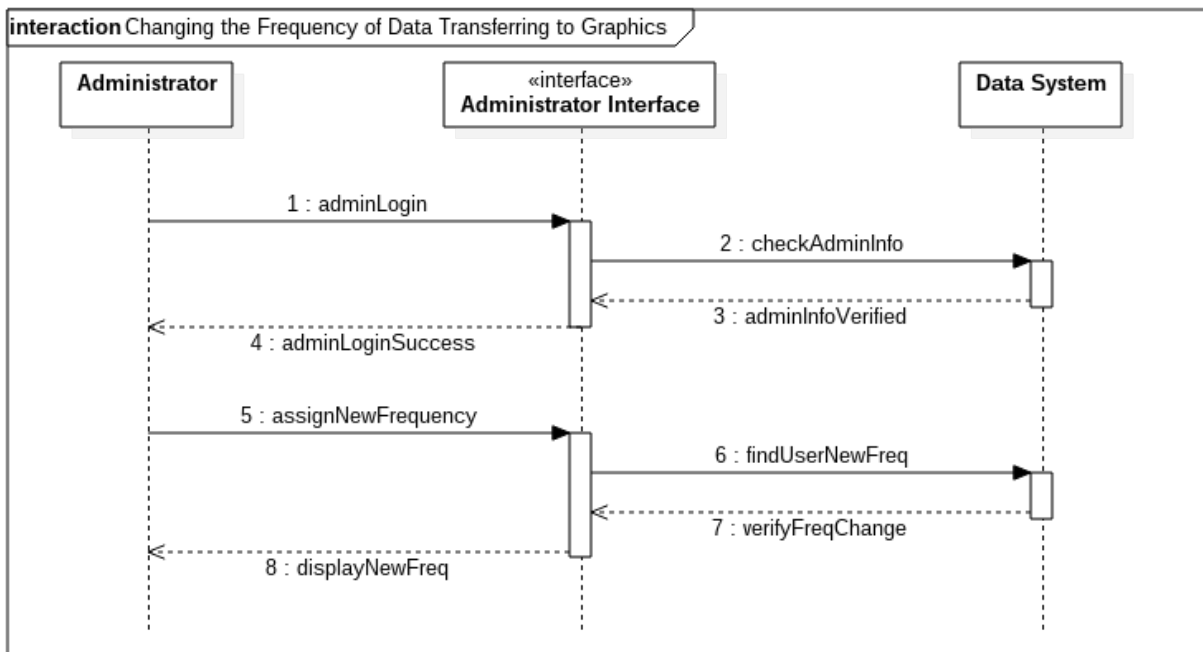 interaction Changing the Frequency of Data Transferring to Graphics
Administrator
«interface»
Administrator Interface
Data System
1 : adminLogin
2 : checkAdminInfo
3 : adminInfoVerified
4 : adminLoginSuccess
5 : assignNewFrequency
6 : findUserNewFreq
7 : verifyFreqChange
8 : displayNewFreq